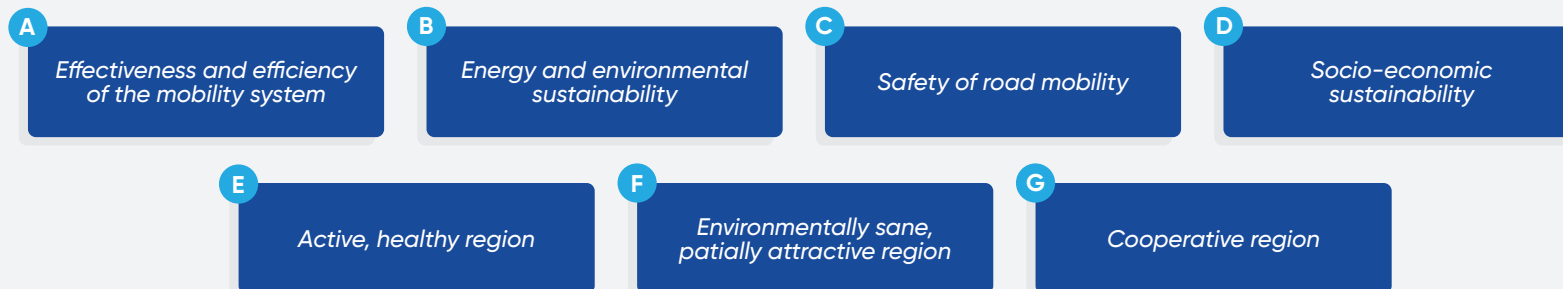 A
Effectiveness and efficiency
of the mobility system
B
Energy and environmental
sustainability
C
Safety of road mobility
D
Socio-economic
sustainability
E
Active, healthy region
F
Environmentally sane,
patially attractive region
G
Cooperative region